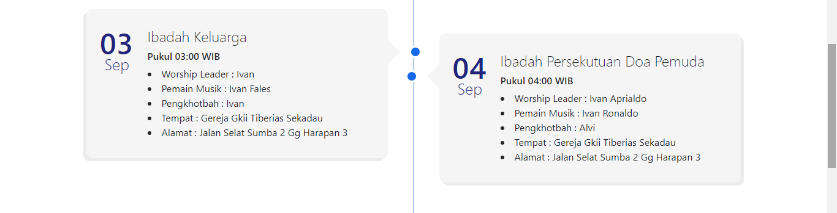 03
Sep
Ibadah Keluarga
Pukul 03:00 WIB
Worship Leader : Ivan
Pemain Musik : Ivan Fales
Pengkhotbah : Ivan
Tempat : Gereja Gkii Tiberias Sekadau
Alamat : Jalan Selat Sumba 2 Gg Harapan 3
04
Sep
Ibadah Persekutuan Doa Pemuda
Pukul 04:00 WIB
Worship Leader : Ivan Aprialdo
Pemain Musik : Ivan Ronaldo
Pengkhotbah : Alvi
Tempat : Gereja Gkii Tiberias Sekadau
Alamat : Jalan Selat Sumba 2 Gg Harapan 3